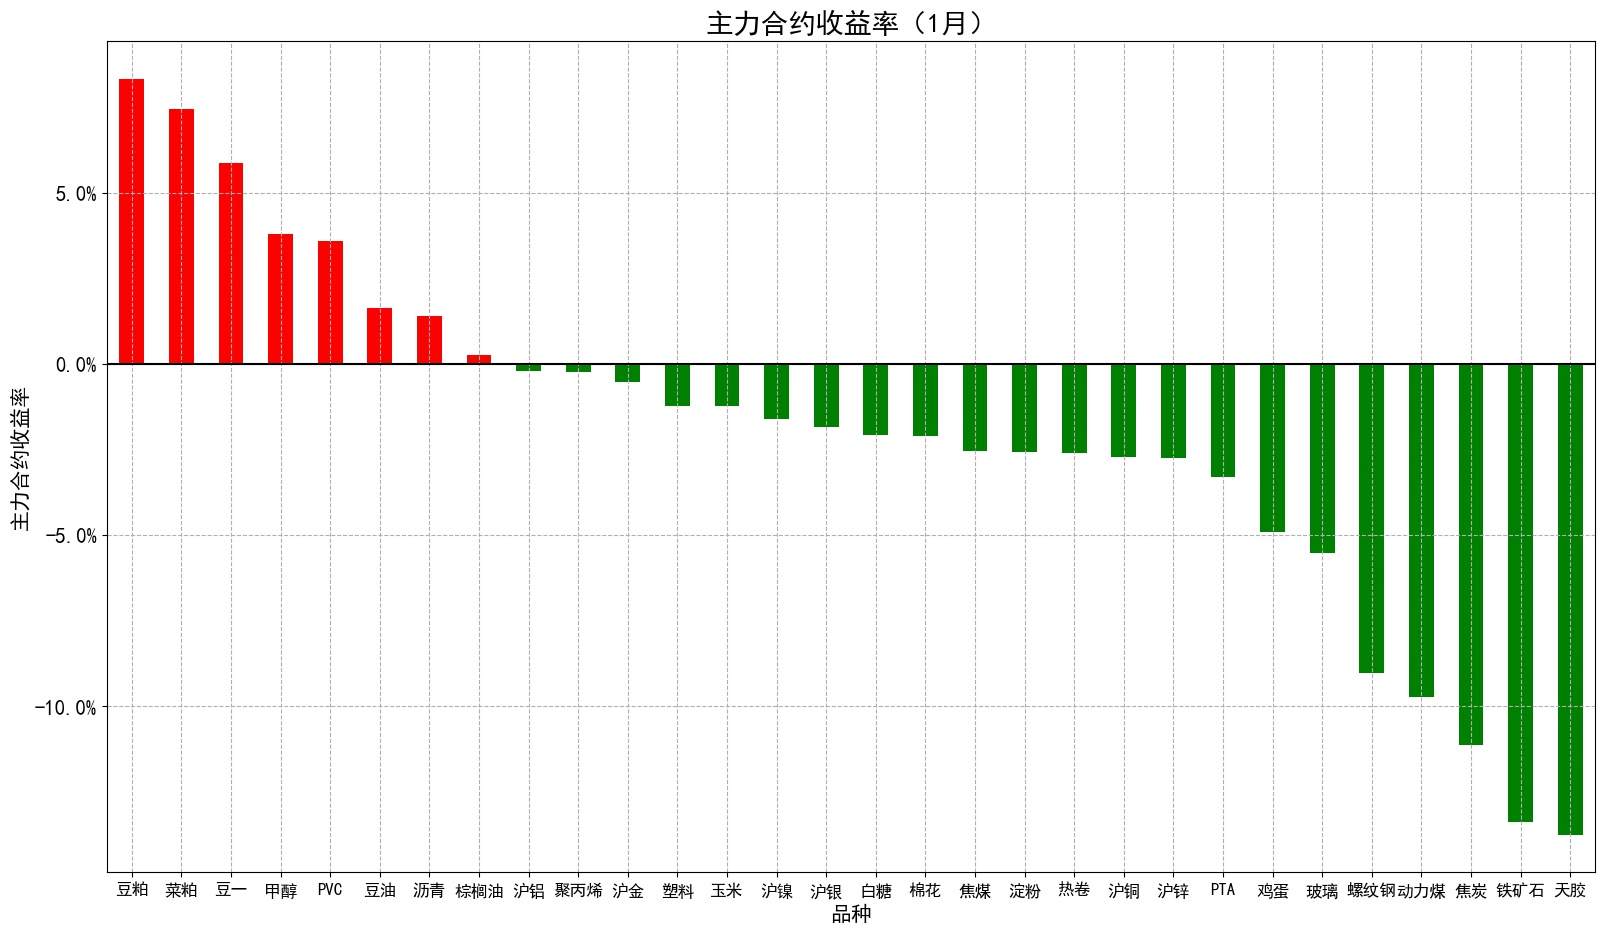 主力合约收益率（1月）
主力合约收益率
5.0%
0.0%
-5.0%
-10.0%
豆粕 菜粕 豆一 甲醇 PVC 豆油 沥青 棕榈油 沪铝 聚丙烯 沪金 塑料 玉米 沪镍 沪银 白糖 棉花 焦煤 淀粉 热卷 沪铜 沪锌 PTA 鸡蛋 玻璃 螺纹钢 动力煤 焦炭 铁矿石 天胶
品种